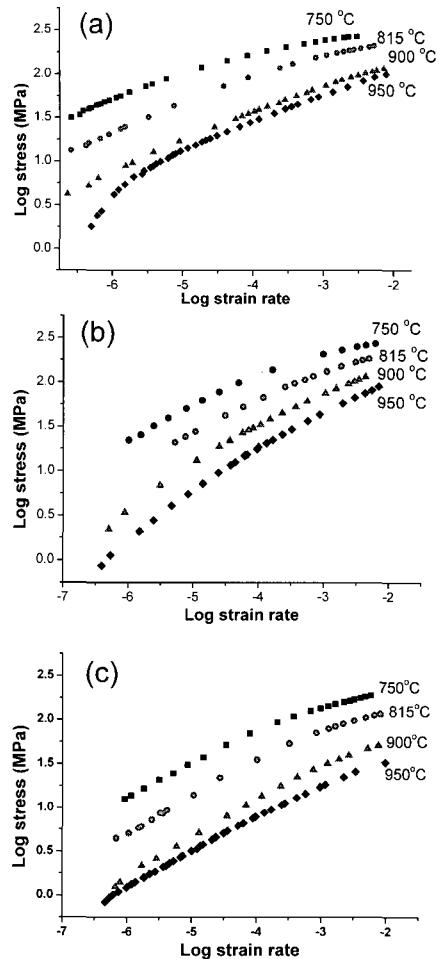 (a)
750 °C
815 °C
900 °C
950 °C
Log stress (MPa)
2.5
2.0
1.5
1.0
0.5
0.0
-6
-5
-4
-3
-2
Log strain rate
(b)
750 °C
815 °C
900 °C
950 °C
Log stress (MPa)
2.5
2.0
1.5
1.0
0.5
0.0
-7
-6
-5
-4
-3
-2
Log strain rate
(c)
750°C
815°C
900°C
950°C
Log stress (MPa)
2.5
2.0
1.5
1.0
0.5
0.0
-7
-6
-5
-4
-3
-2
Log strain rate